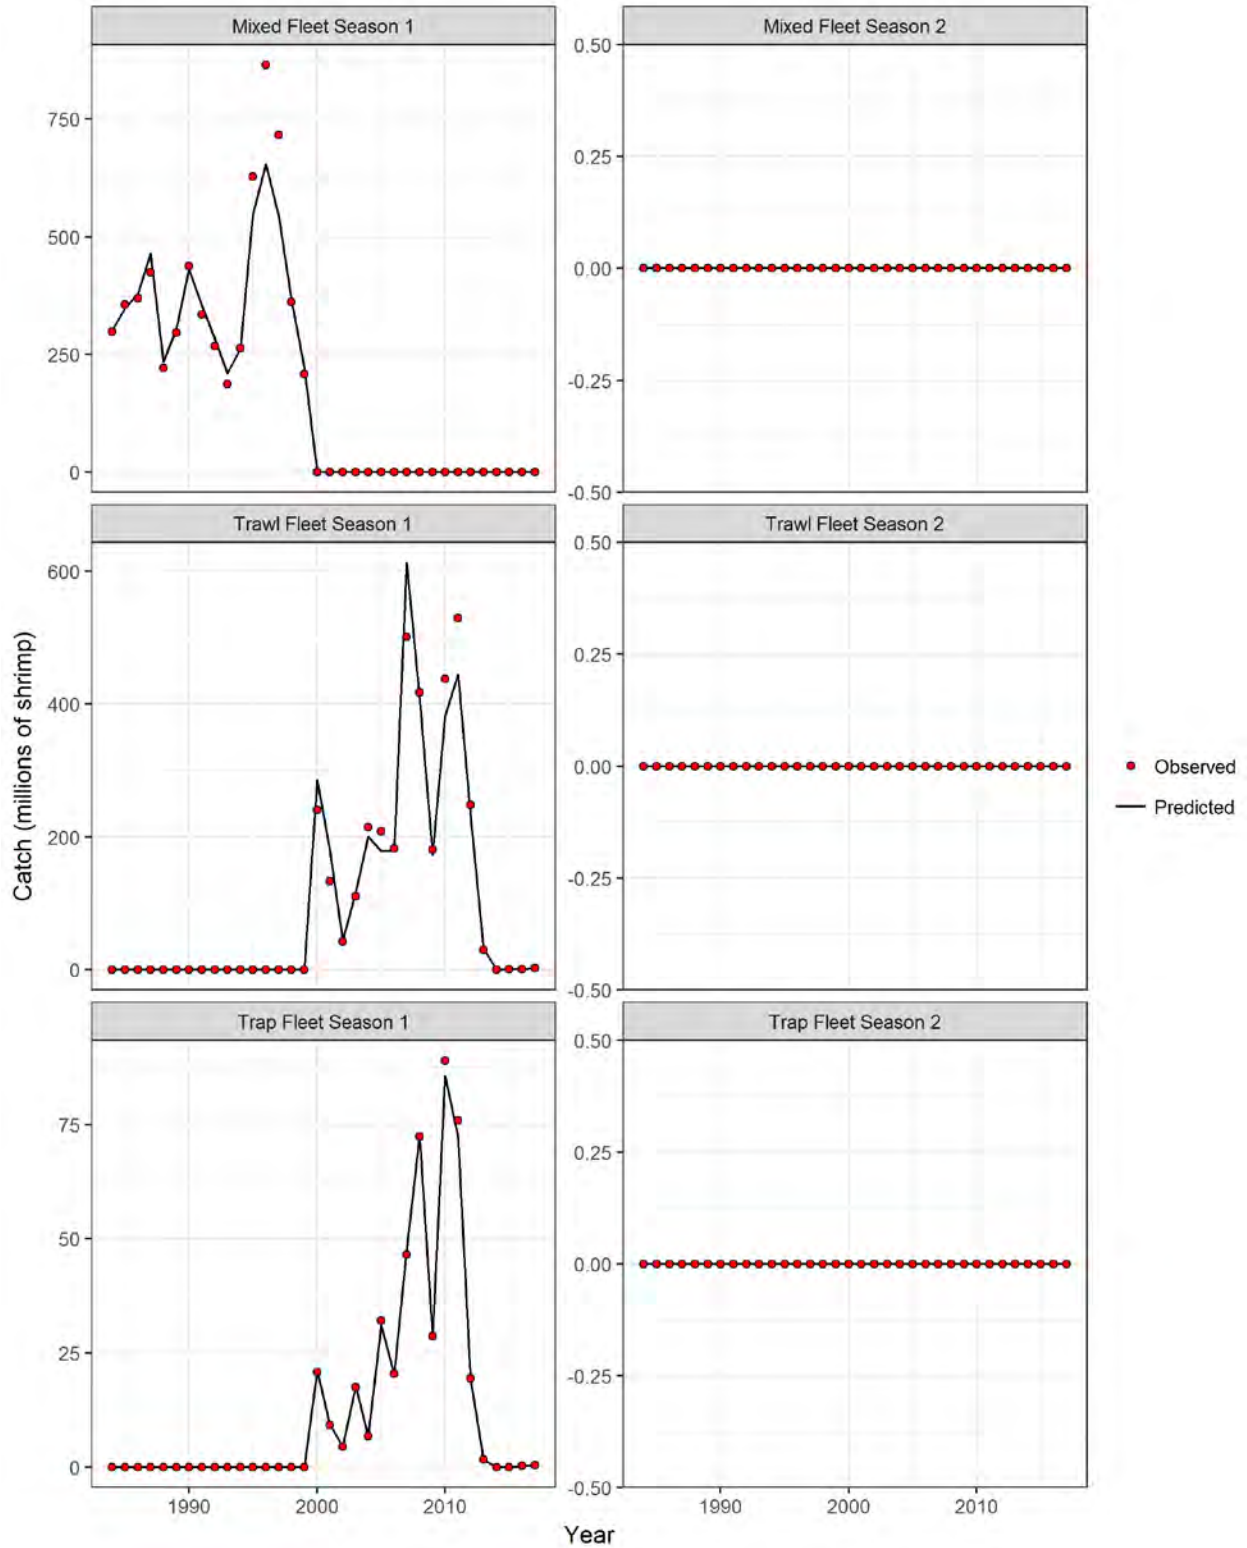 Mixed Fleet Season 1
Mixed Fleet Season 2
750
500
250
0
0.50
0.25
0.00
-0.25
-0.50
Trawl Fleet Season 1
Trawl Fleet Season 2
600
400
200
0
0.50
0.25
0.00
-0.25
-0.50
Catch (millions of shrimp)
Observed
Predicted
Trap Fleet Season 1
Trap Fleet Season 2
75
50
25
0
0.50
0.25
0.00
-0.25
-0.50
1990 2000 2010
1990 2000 2010
Year